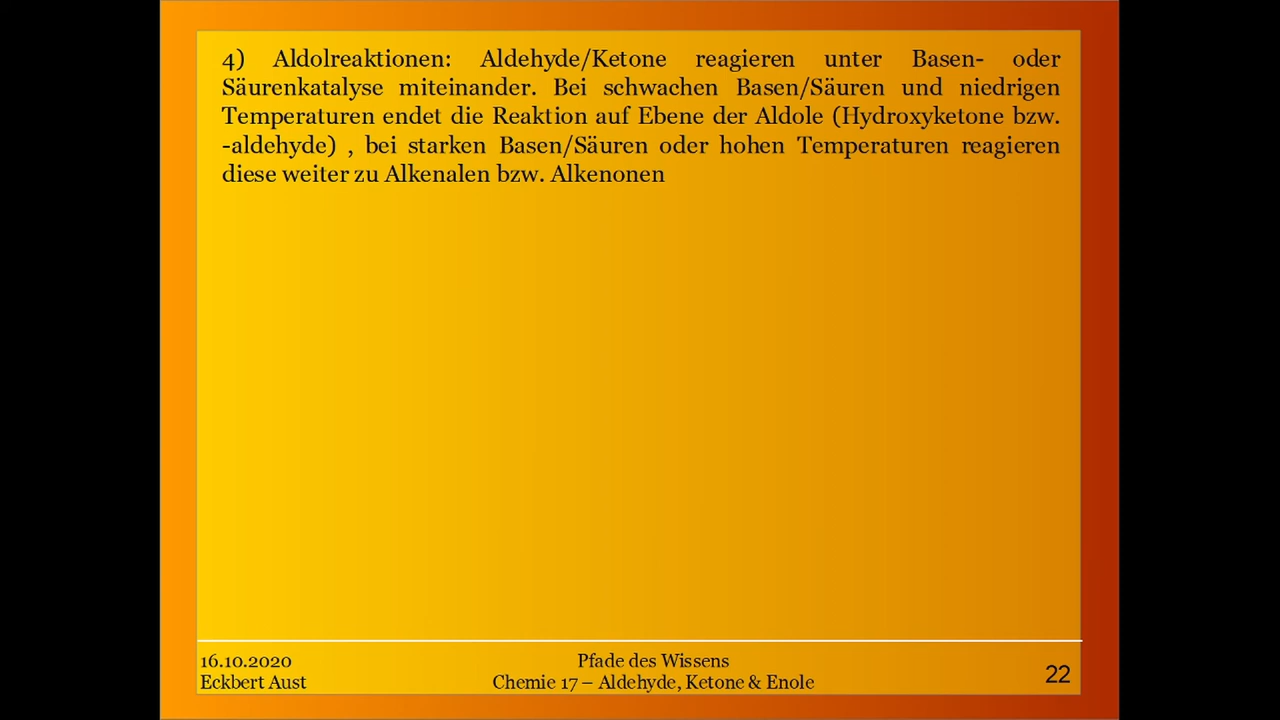 4) Aldolreaktionen: Aldehyde/Ketone reagieren unter Basen- oder
Säurenkatalyse miteinander. Bei schwachen Basen/Säuren und niedrigen
Temperaturen endet die Reaktion auf Ebene der Aldole (Hydroxyketone bzw.
-aldehyde) , bei starken Basen/Säuren oder hohen Temperaturen reagieren
diese weiter zu Alkenalen bzw. Alkenonen
16.10.2020
Eckbert Aust
Pfade des Wissens
Chemie 17 – Aldehyde, Ketone & Enole
22